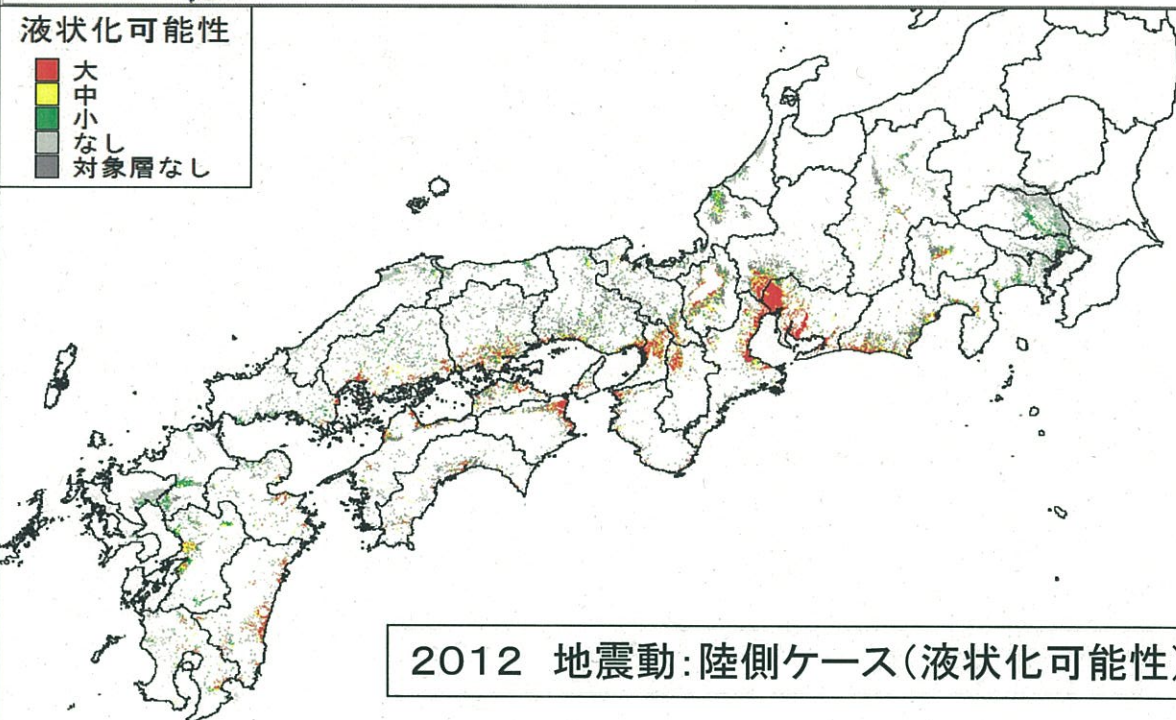 液状化可能性
大
中
小
なし
対象層なし
2012 地震動:陸側ケース(液状化可能性)